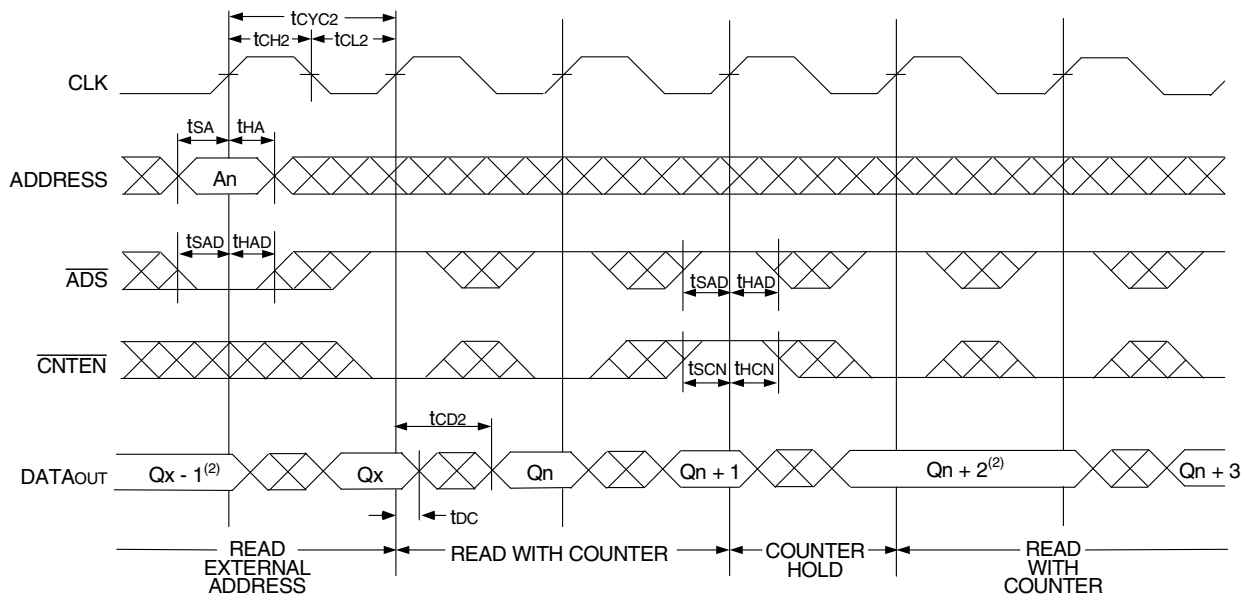 tCYC2
tCH2 tCL2
CLK
tSA tHA
ADDRESS An
tSAD tHAD
ADS
tSAD tHAD
CNTEN
tSCN tHCN
tCD2
DATAOUT Qx - 1(2) Qx Qn Qn + 1 Qn + 2(2) Qn + 3
tDC
READ EXTERNAL ADDRESS
READ WITH COUNTER
COUNTER HOLD
READ WITH COUNTER